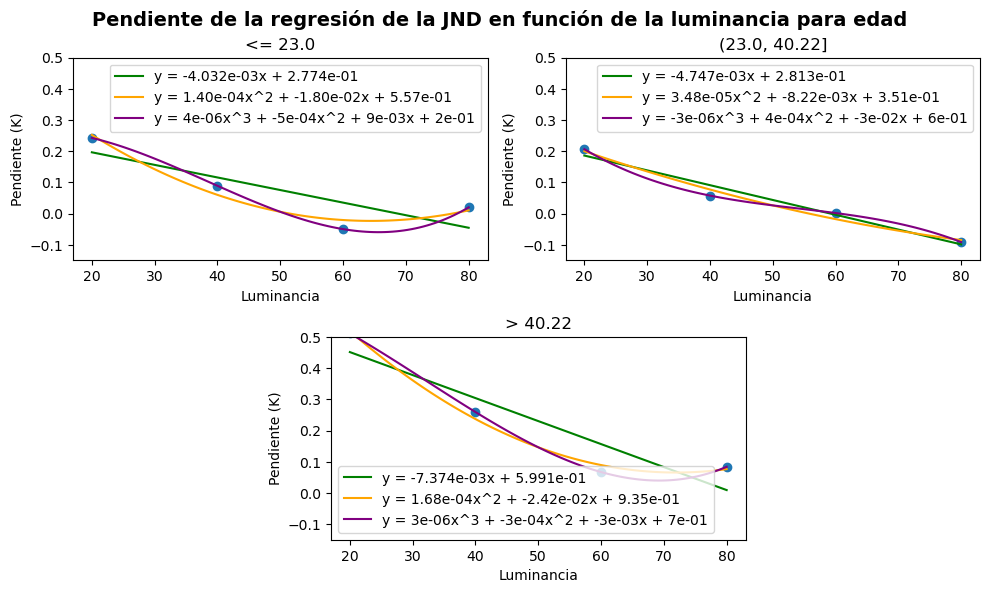 Pendiente de la regresión de la JND en función de la luminancia para edad
<= 23.0
0.5
0.4
0.3
0.2
0.1
0.0
−0.1
Pendiente (K)
y = -4.032e-03x + 2.774e-01
y = 1.40e-04x^2 + -1.80e-02x + 5.57e-01
y = 4e-06x^3 + -5e-04x^2 + 9e-03x + 2e-01
20 30 40 50 60 70 80
Luminancia
(23.0, 40.22]
0.5
0.4
0.3
0.2
0.1
0.0
−0.1
Pendiente (K)
y = -4.747e-03x + 2.813e-01
y = 3.48e-05x^2 + -8.22e-03x + 3.51e-01
y = -3e-06x^3 + 4e-04x^2 + -3e-02x + 6e-01
20 30 40 50 60 70 80
Luminancia
> 40.22
0.5
0.4
0.3
0.2
0.1
0.0
−0.1
Pendiente (K)
y = -7.374e-03x + 5.991e-01
y = 1.68e-04x^2 + -2.42e-02x + 9.35e-01
y = 3e-06x^3 + -3e-04x^2 + -3e-03x + 7e-01
20 30 40 50 60 70 80
Luminancia